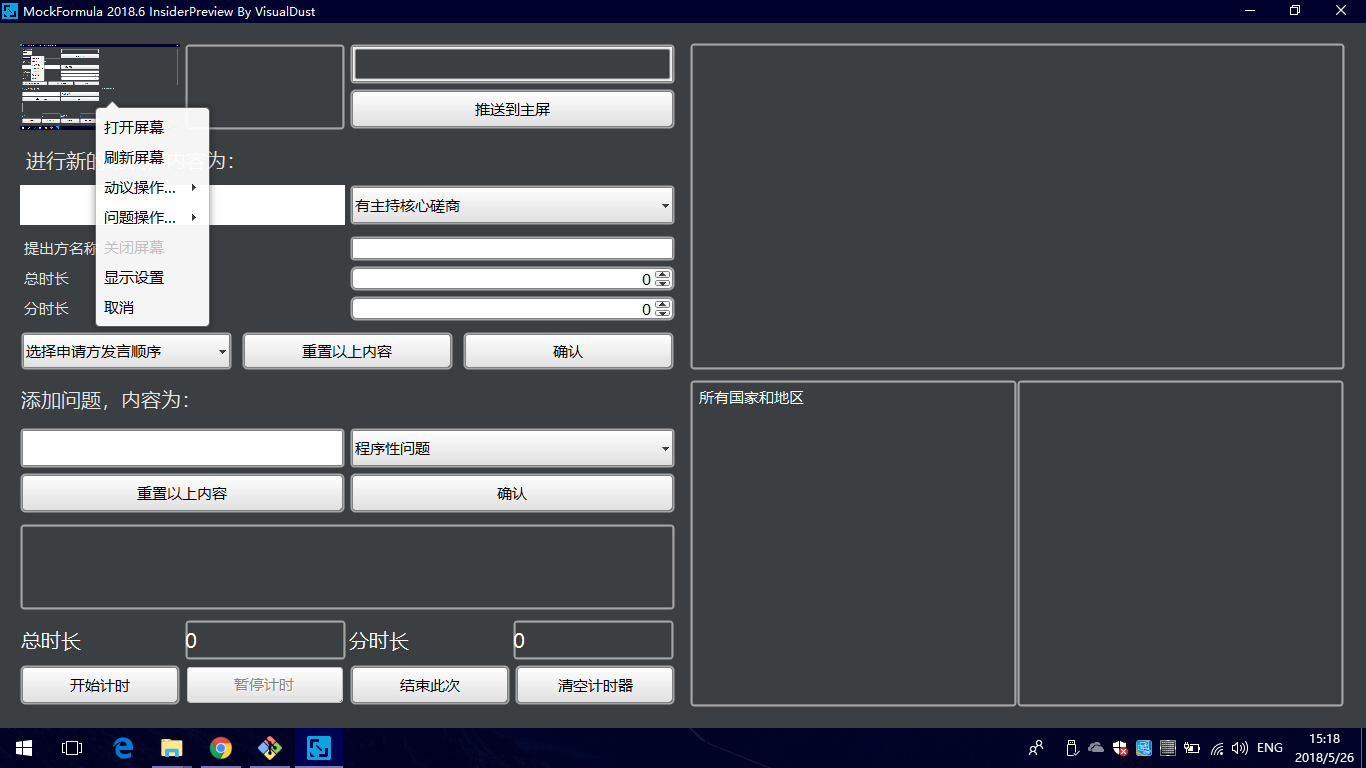 MockFormula 2018.6 InsiderPreview By VisualDust
推送到主屏
打开屏幕
刷新屏幕
动议操作...
问题操作...
关闭屏幕
显示设置
取消
进行新的 内容为：
有主持核心磋商
提出方名称
总时长
0
分时长
0
选择申请方发言顺序
重置以上内容
确认
添加问题，内容为：
程序性问题
重置以上内容
确认
总时长
0
分时长
0
开始计时
暂停计时
结束此次
清空计时器
所有国家和地区
ENG
15:18
2018/5/26